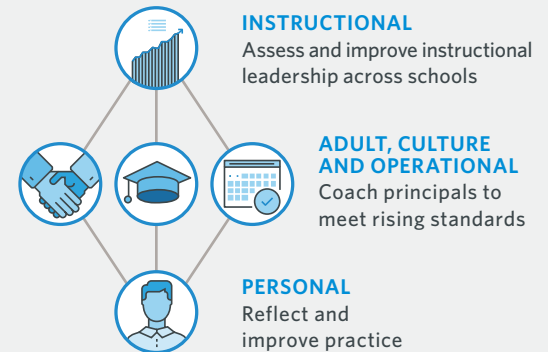 INSTRUCTIONAL
Assess and improve instructional
leadership across schools
ADULT, CULTURE
AND OPERATIONAL
Coach principals to
meet rising standards
PERSONAL
Reflect and
improve practice